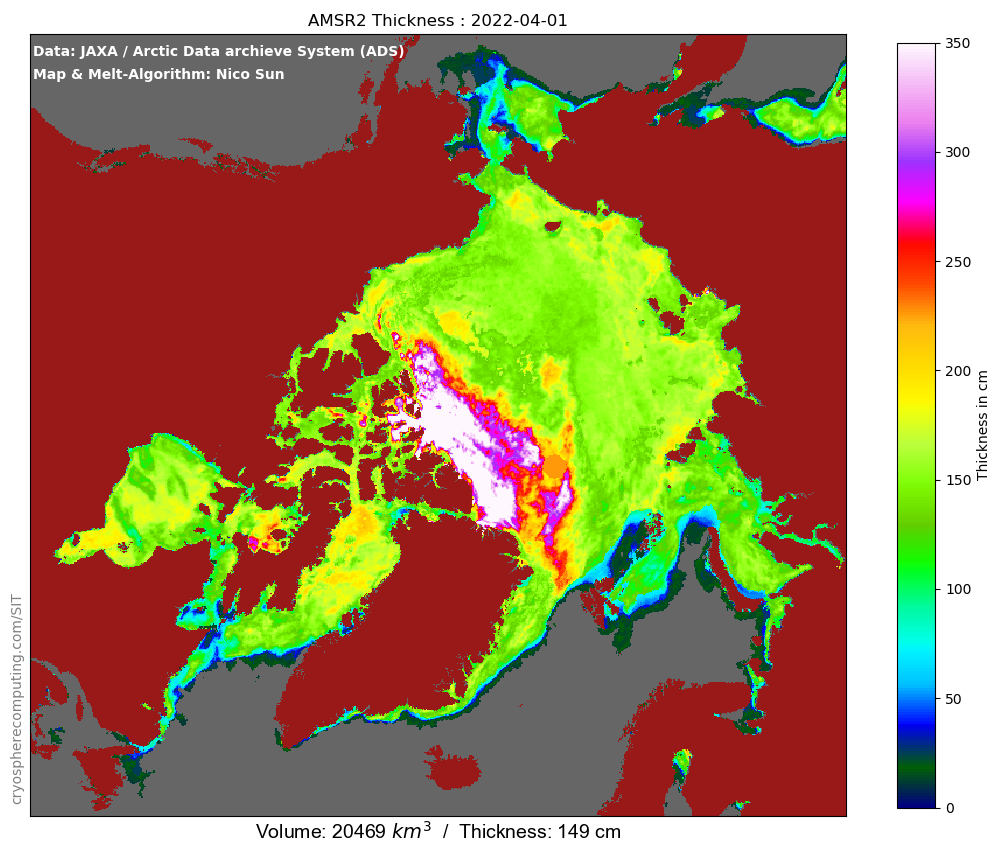 AMSR2 Thickness : 2022-04-01
Data: JAXA / Arctic Data archieve System (ADS)
Map & Melt-Algorithm: Nico Sun
350
300
250
200
150
100
50
0
Thickness in cm
cryospherecomputing.com/SIT
Volume: 20469 km³ / Thickness: 149 cm